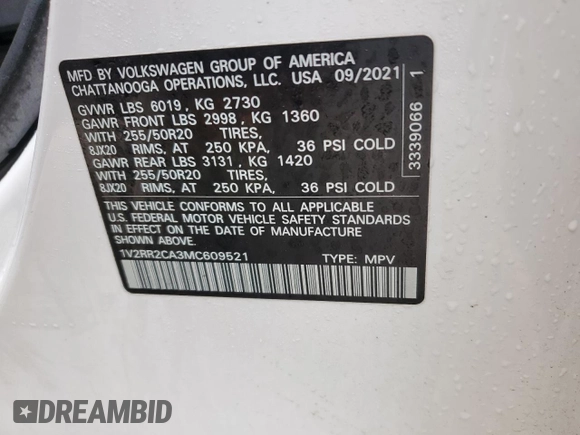 MFD BY VOLKSWAGEN GROUP OF AMERICA
CHATTANOOGA OPERATIONS, LLC. USA 09/2021
GVWR LBS 6019, KG 2730
GAWR FRONT LBS 2998, KG 1360
WITH 255/50R20 TIRES,
8JX20 RIMS, AT 250 KPA, 36 PSI COLD
GAWR REAR LBS 3131, KG 1420
WITH 255/50R20 TIRES,
8JX20 RIMS, AT 250 KPA, 36 PSI COLD
THIS VEHICLE CONFORMS TO ALL APPLICABLE
U.S. FEDERAL MOTOR VEHICLE SAFETY STANDARDS
IN EFFECT ON THE DATE OF MANUFACTURE
SHOWN ABOVE.
1V2RR2CA3MC609521 TYPE: MPV
3339066 1
DREAMBID